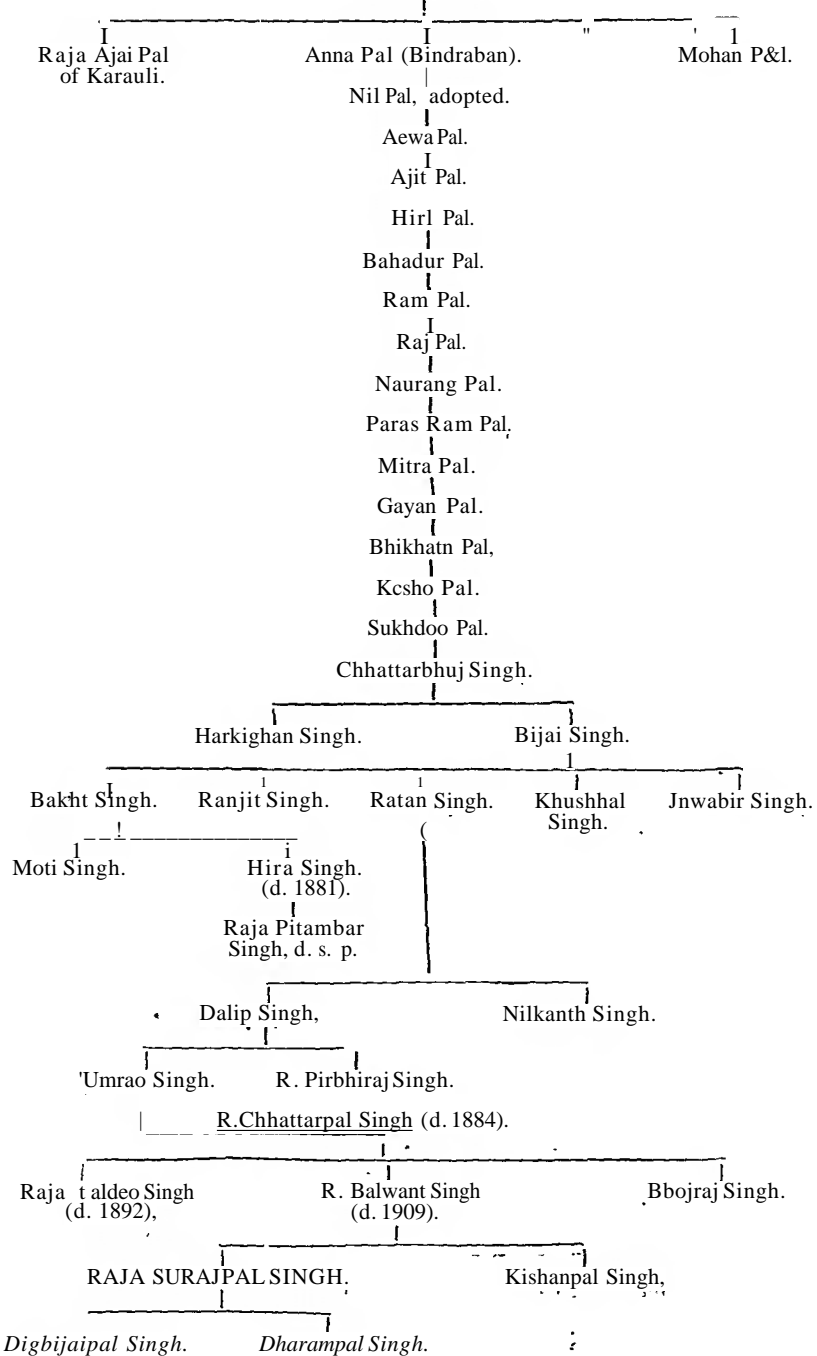 Raja Ajai Pal
of Karauli.
Anna Pal (Bindraban).
Mohan P&l.
Nil Pal, adopted.
Aewa Pal.
Ajit Pal.
Hirl Pal.
Bahadur Pal.
Ram Pal.
Raj Pal.
Naurang Pal.
Paras Ram Pal.
Mitra Pal.
Gayan Pal.
Bhikhatn Pal,
Kcsho Pal.
Sukhdoo Pal.
Chhattarbhuj Singh.
Harkighan Singh.
Bijai Singh.
Bakht Singh.
Ranjit Singh.
Ratan Singh.
Khushhal
Singh.
Jnwabir Singh.
Moti Singh.
Hira Singh.
(d. 1881).
Raja Pitambar
Singh, d. s. p.
Dalip Singh,
Nilkanth Singh.
'Umrao Singh.
R. Pirbhiraj Singh.
R.Chhattarpal Singh (d. 1884).
Raja t aldeo Singh
(d. 1892),
R. Balwant Singh
(d. 1909).
Bbojraj Singh.
RAJA SURAJPAL SINGH.
Kishanpal Singh,
Digbijaipal Singh.
Dharampal Singh.